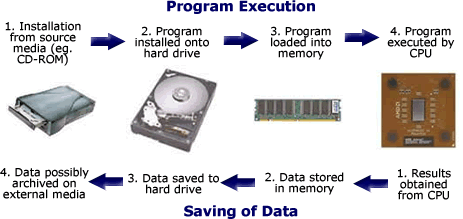 Program Execution
1. Installation
from source
media (eg.
CD-ROM)
2. Program
installed onto
hard drive
3. Program
loaded into
memory
4. Program
executed by
CPU
AMD
4. Data possibly
archived on
external media
3. Data saved to
hard drive
2. Data stored
in memory
1. Results
obtained
from CPU
Saving of Data